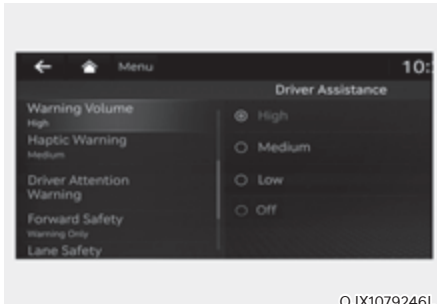 Menu
10:
Driver Assistance
Warning Volume
High
Haptic Warning
Medium
Driver Attention
Warning
Forward Safety
Warning Only
Lane Safety
High
Medium
Low
Off